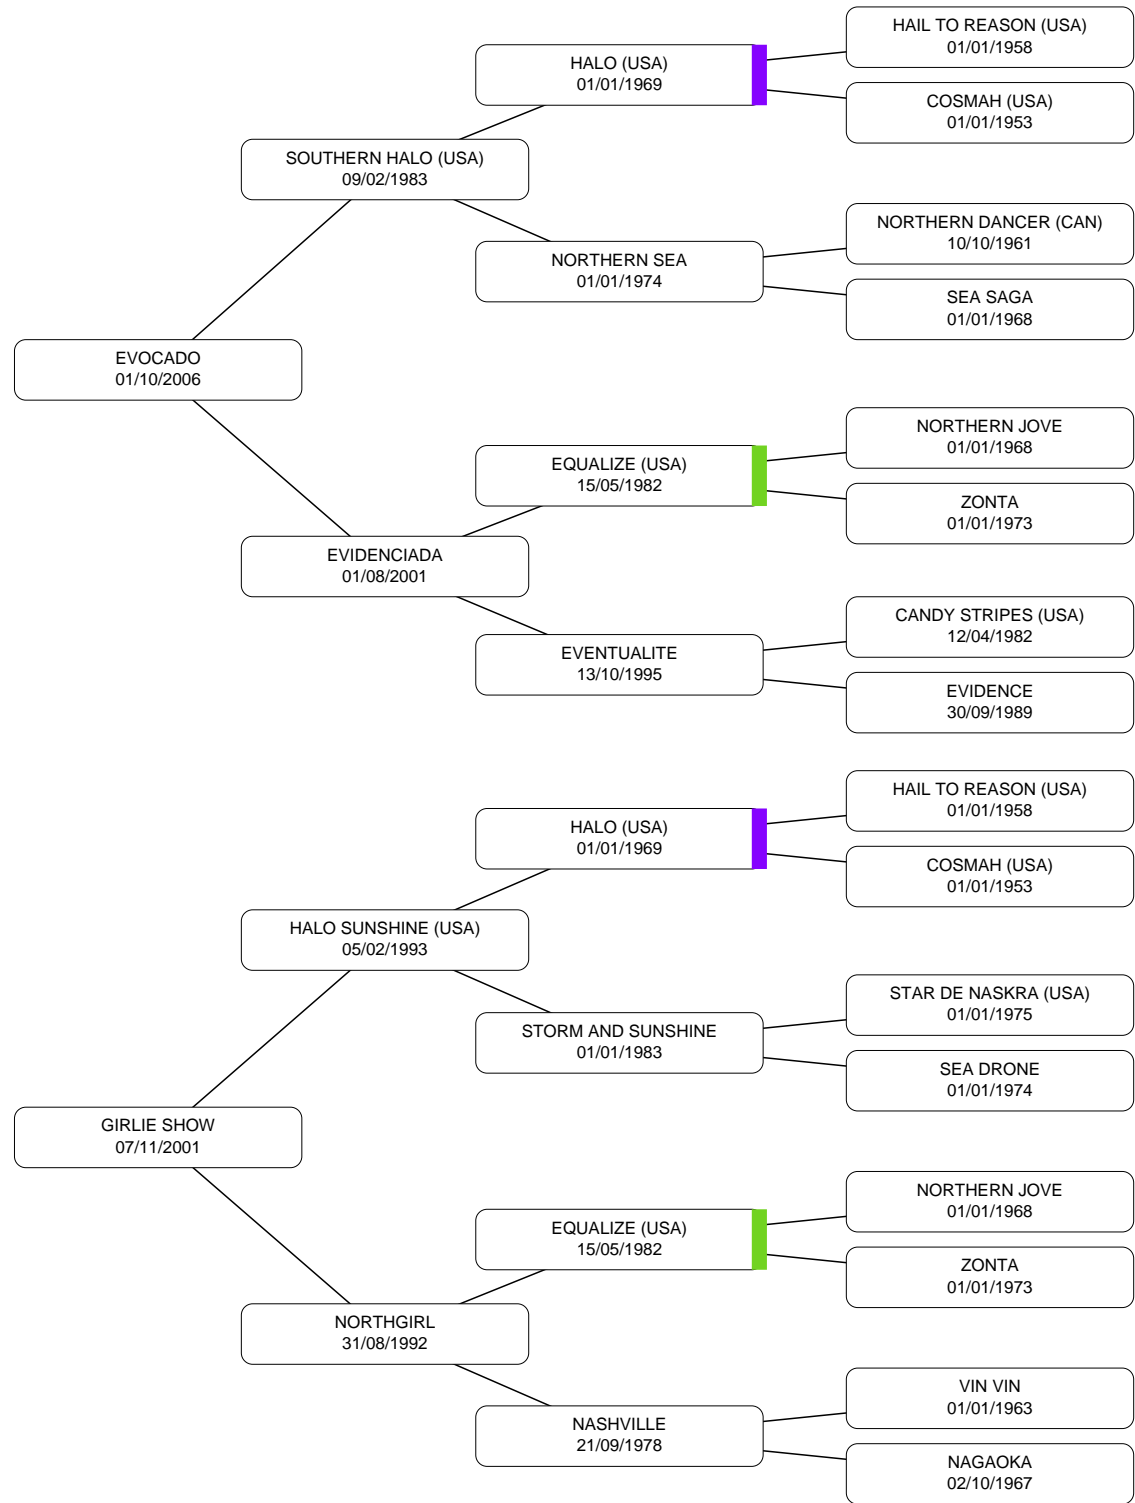 HAIL TO REASON (USA)
01/01/1958
HALO (USA)
01/01/1969
COSMAH (USA)
01/01/1953
SOUTHERN HALO (USA)
09/02/1983
NORTHERN DANCER (CAN)
10/10/1961
NORTHERN SEA
01/01/1974
SEA SAGA
01/01/1968
EVOCADO
01/10/2006
NORTHERN JOVE
01/01/1968
EQUALIZE (USA)
15/05/1982
ZONTA
01/01/1973
EVIDENCIADA
01/08/2001
CANDY STRIPES (USA)
12/04/1982
EVENTUALITE
13/10/1995
EVIDENCE
30/09/1989
HAIL TO REASON (USA)
01/01/1958
HALO (USA)
01/01/1969
COSMAH (USA)
01/01/1953
HALO SUNSHINE (USA)
05/02/1993
STAR DE NASKRA (USA)
01/01/1975
STORM AND SUNSHINE
01/01/1983
SEA DRONE
01/01/1974
GIRLIE SHOW
07/11/2001
NORTHERN JOVE
01/01/1968
EQUALIZE (USA)
15/05/1982
ZONTA
01/01/1973
NORTHGIRL
31/08/1992
VIN VIN
01/01/1963
NASHVILLE
21/09/1978
NAGAOKA
02/10/1967